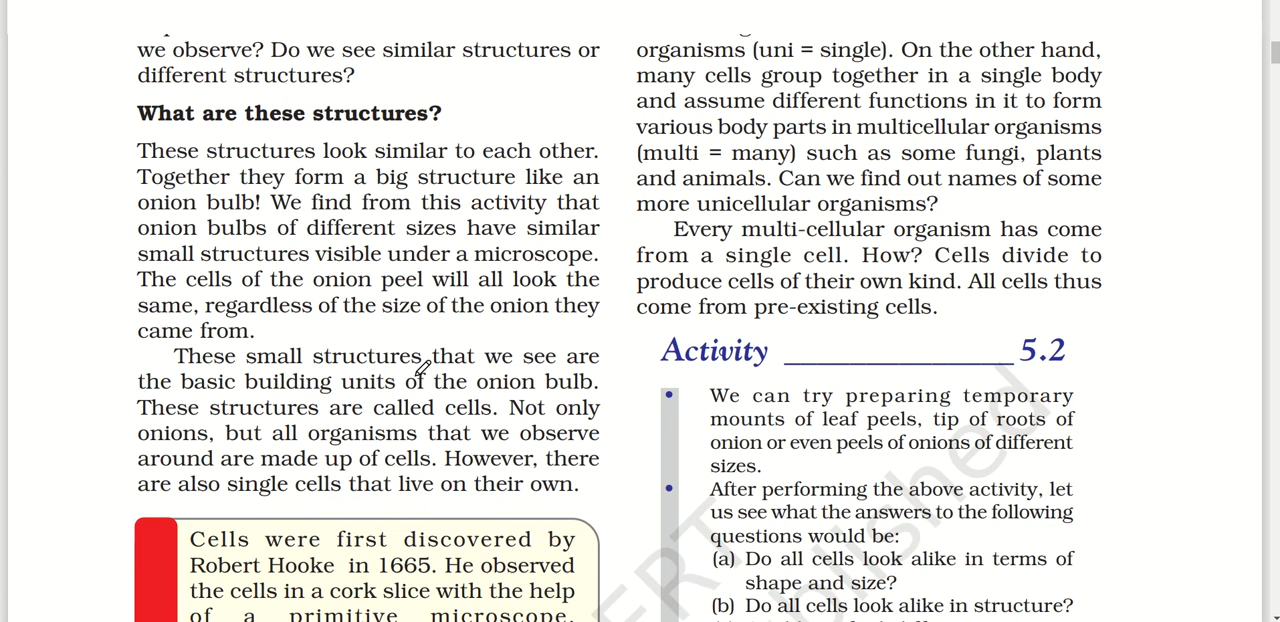 we observe? Do we see similar structures or
different structures?
What are these structures?
These structures look similar to each other.
Together they form a big structure like an
onion bulb! We find from this activity that
onion bulbs of different sizes have similar
small structures visible under a microscope.
The cells of the onion peel will all look the
same, regardless of the size of the onion they
came from.
These small structures that we see are
the basic building units of the onion bulb.
These structures are called cells. Not only
onions, but all organisms that we observe
around are made up of cells. However, there
are also single cells that live on their own.
Cells were first discovered by
Robert Hooke in 1665. He observed
the cells in a cork slice with the help
of a primitive microscope.
organisms (uni = single). On the other hand,
many cells group together in a single body
and assume different functions in it to form
various body parts in multicellular organisms
(multi = many) such as some fungi, plants
and animals. Can we find out names of some
more unicellular organisms?
Every multi-cellular organism has come
from a single cell. How? Cells divide to
produce cells of their own kind. All cells thus
come from pre-existing cells.
Activity ______________ 5.2
• We can try preparing temporary
mounts of leaf peels, tip of roots of
onion or even peels of onions of different
sizes.
• After performing the above activity, let
us see what the answers to the following
questions would be:
(a) Do all cells look alike in terms of
shape and size?
(b) Do all cells look alike in structure?